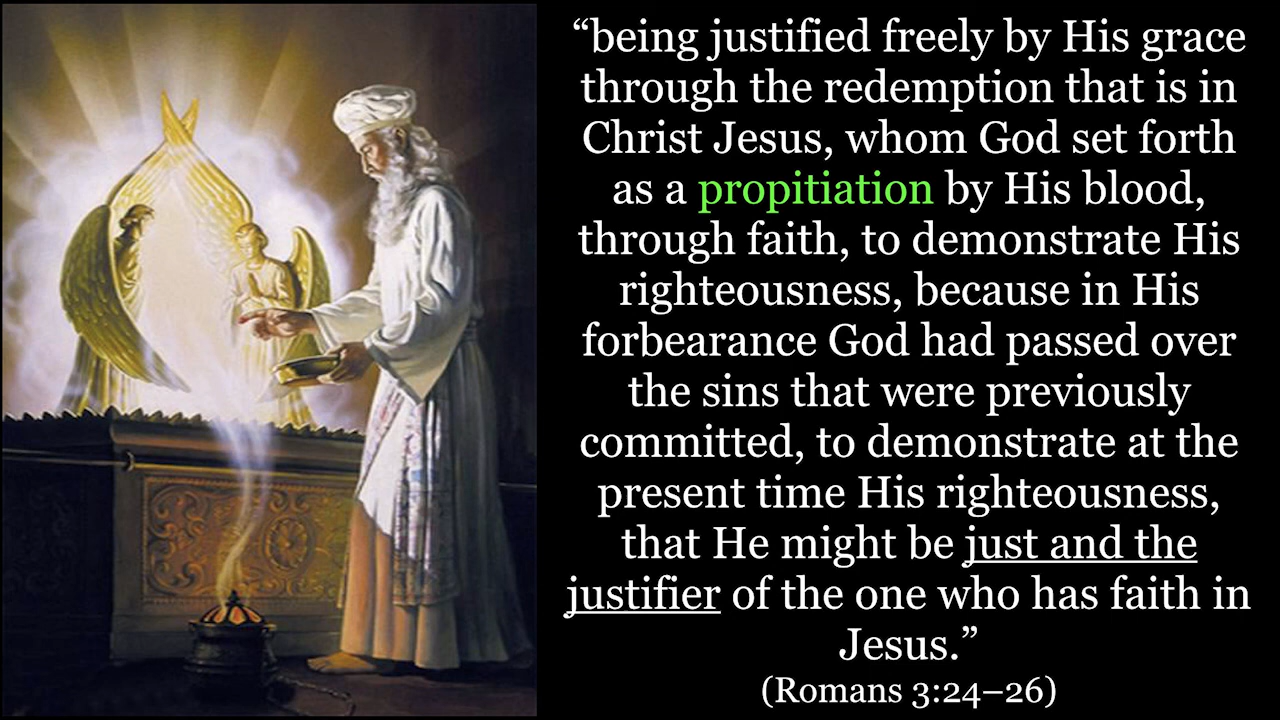 “being justified freely by His grace
through the redemption that is in
Christ Jesus, whom God set forth
as a propitiation by His blood,
through faith, to demonstrate His
righteousness, because in His
forbearance God had passed over
the sins that were previously
committed, to demonstrate at the
present time His righteousness,
that He might be just and the
justifier of the one who has faith in
Jesus.”
(Romans 3:24–26)